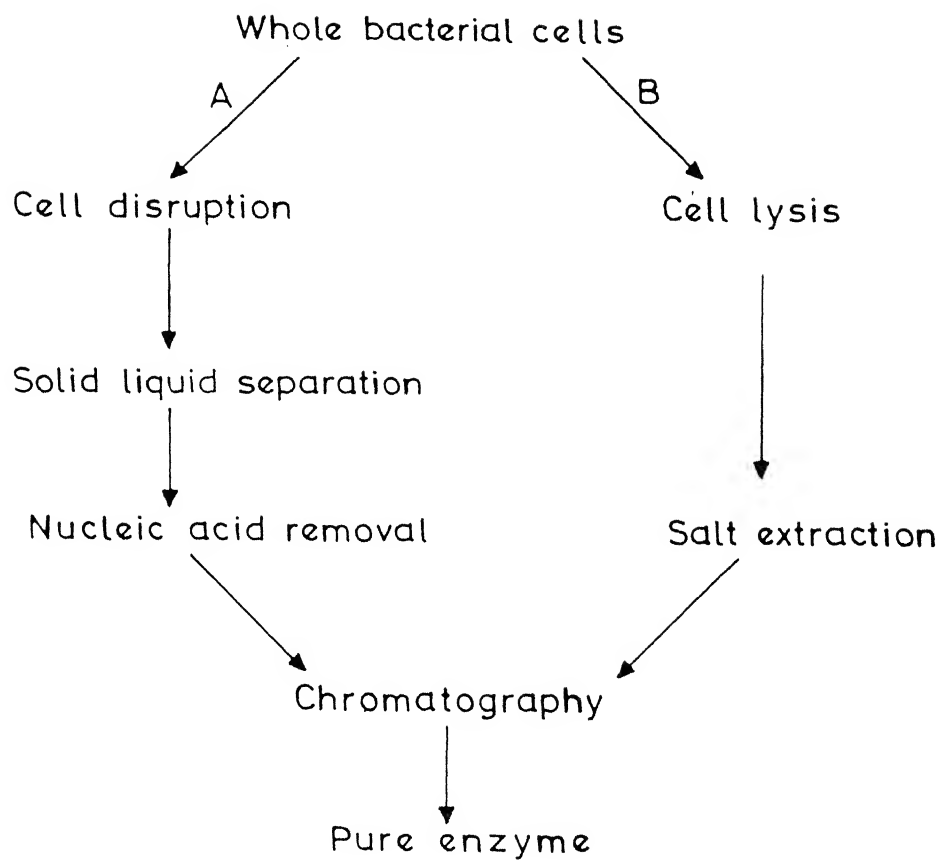 Whole bacterial cells
A
B
Cell disruption
Cell lysis
Solid liquid separation
Nucleic acid removal
Salt extraction
Chromatography
Pure enzyme